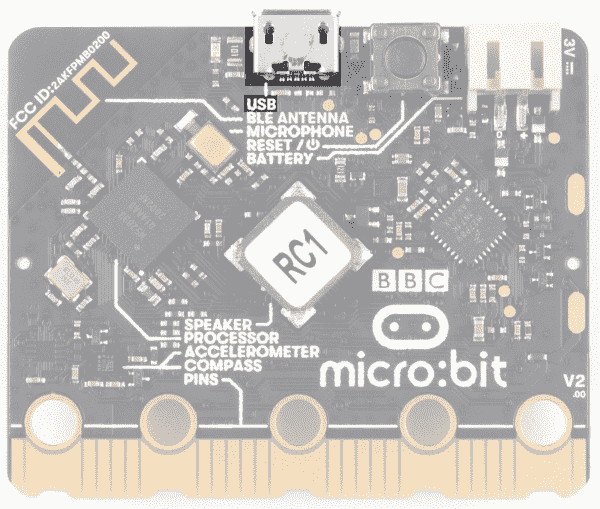 FCC ID:2AKFPMB0200
3V
USB
BLE ANTENNA
MICROPHONE
RESET /
BATTERY
RC1
BBC
SPEAKER
PROCESSOR
ACCELEROMETER
COMPASS
PINS
micro:bit
V2
.00